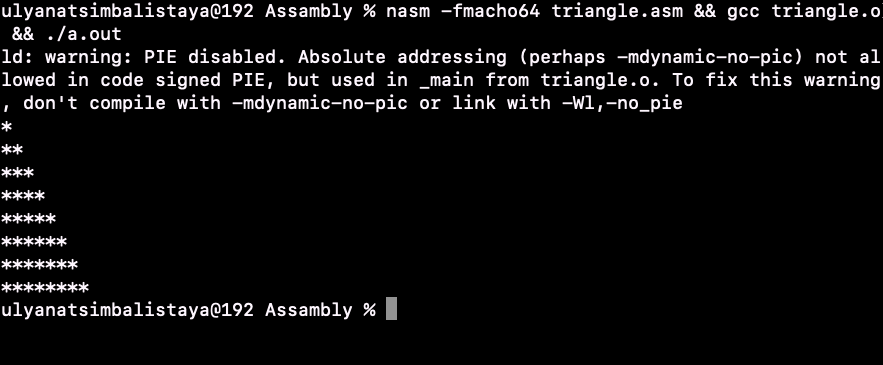 ulyanatsimbalistaya@192 Assambly % nasm -fmacho64 triangle.asm && gcc triangle.o
 && ./a.out
ld: warning: PIE disabled. Absolute addressing (perhaps -mdynamic-no-pic) not al
lowed in code signed PIE, but used in _main from triangle.o. To fix this warning
, don't compile with -mdynamic-no-pic or link with -Wl,-no_pie
*
**
***
****
*****
******
*******
********
ulyanatsimbalistaya@192 Assambly %